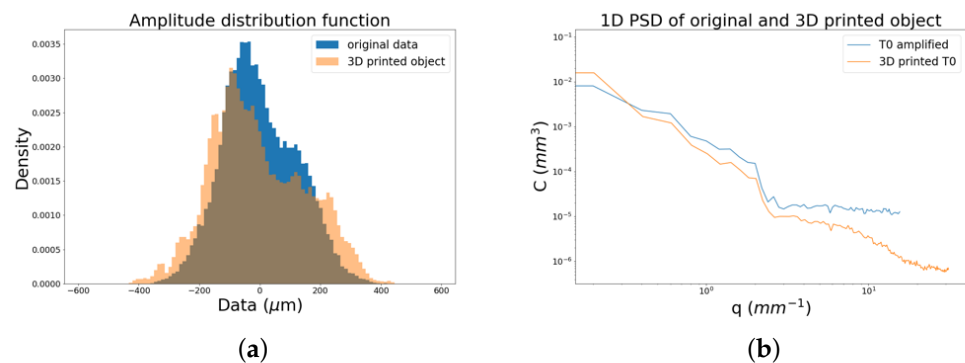 Amplitude distribution function
original data
3D printed object
Density
0.0035
0.0030
0.0025
0.0020
0.0015
0.0010
0.0005
0.0000
−600
−400
−200
0
200
400
600
Data (μm)
(a)
1D PSD of original and 3D printed object
T0 amplified
3D printed T0
C (mm³)
10⁻¹
10⁻²
10⁻³
10⁻⁴
10⁻⁵
10⁻⁶
10⁰
10¹
q (mm⁻¹)
(b)